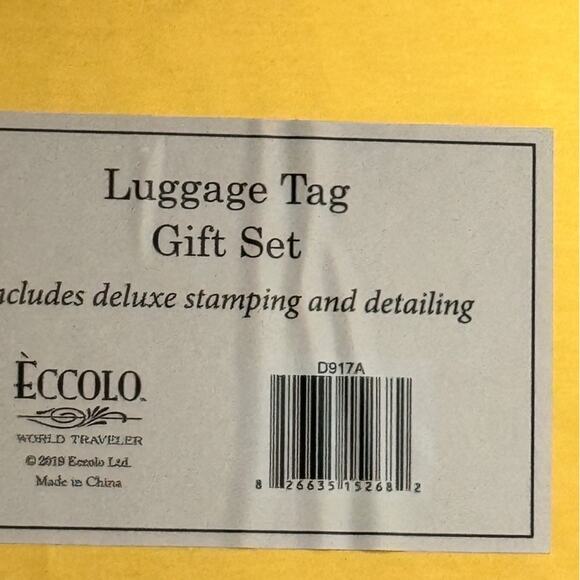 Luggage Tag
Gift Set
ncludes deluxe stamping and detailing
ÈCCOLO™
WORLD TRAVELER
© 2019 Eccolo Ltd.
Made in China
D917A
8 26635 15268 2